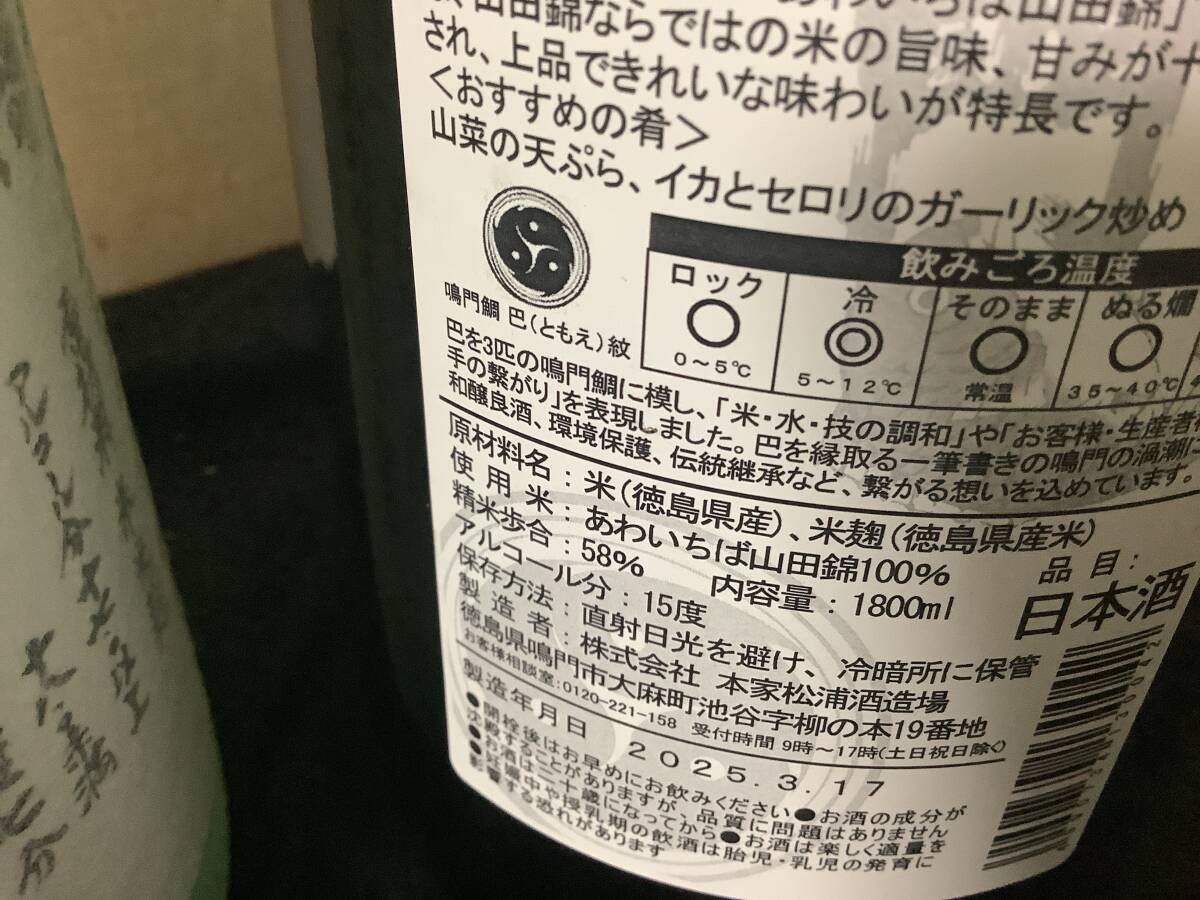 あわいちば山田錦」
山田錦ならではの米の旨味、甘みが十
され、上品できれいな味わいが特長です。
＜おすすめの肴＞
山菜の天ぷら、イカとセロリのガーリック炒め
飲みごろ温度
ロック 冷 そのまま ぬる燗
○ ◎ ○ ○
0～5℃ 5～12℃ 常温 35～40℃
鳴門鯛 巴(ともえ)紋
巴を3匹の鳴門鯛に模し、「米・水・技の調和」や「お客様・生産者
手の繋がり」を表現しました。巴を縁取る一筆書きの鳴門の渦潮に
和醸良酒、環境保護、伝統継承など、繋がる想いを込めています。
原材料名：米(徳島県産)、米麹(徳島県産米)
使用米：あわいちば山田錦100%
精米歩合：58% 内容量：1800ml
アルコール分：15度
品目：
日本酒
保存方法：直射日光を避け、冷暗所に保管
製造者：株式会社 本家松浦酒造場
徳島県鳴門市大麻町池谷字柳の本19番地
お客様相談室:0120-221-158 受付時間 9時～17時(土日祝日除く)
製造年月日 2025.3.17
●開栓後はお早めにお飲みください●お酒の成分が
沈殿することがありますが、品質に問題はありません
●お酒は二十歳になってから●お酒は楽しく適量を
●妊娠中や授乳期の飲酒は胎児・乳児の発育に
影響する恐れがあります